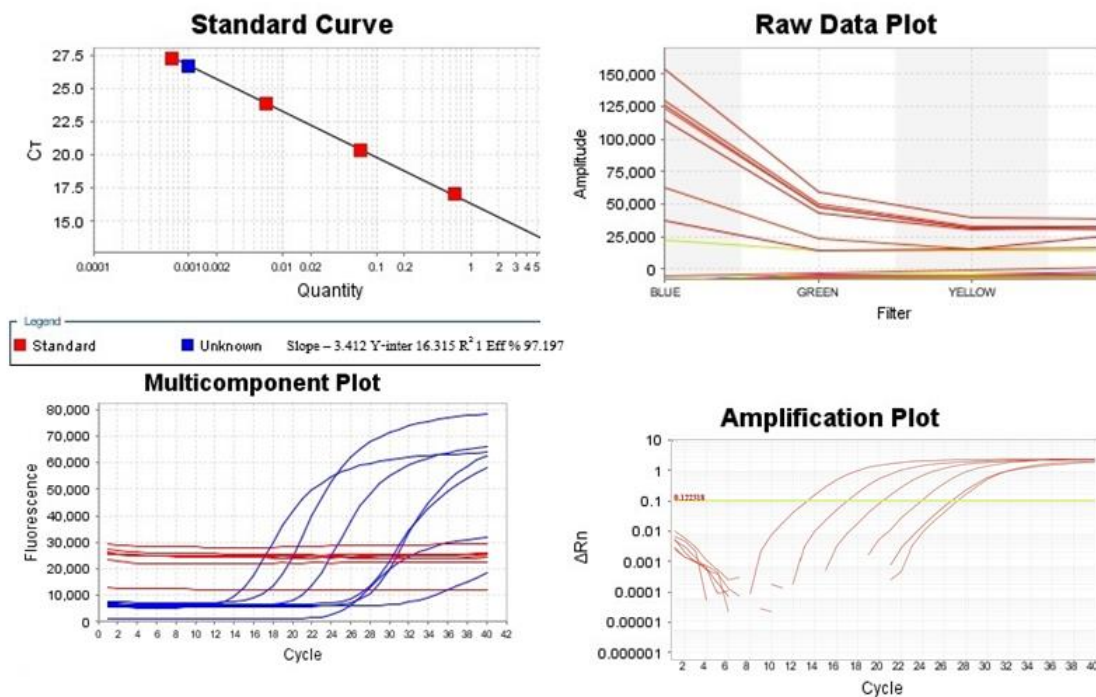 Standard Curve
27.5
25.0
22.5
20.0
17.5
15.0
CT
0.0001 0.001 0.002 0.01 0.02 0.1 0.2 1 2 3 4 5
Quantity
Legend
Standard Unknown Slope – 3.412 Y-inter 16.315 R2 1 Eff % 97.197
Raw Data Plot
150,000
125,000
100,000
75,000
50,000
25,000
0
Amplitude
BLUE GREEN YELLOW
Filter
Multicomponent Plot
80,000
70,000
60,000
50,000
40,000
30,000
20,000
10,000
0
Fluorescence
0 2 4 6 8 10 12 14 16 18 20 22 24 26 28 30 32 34 36 38 40 42
Cycle
Amplification Plot
10
1
0.1
0.01
0.001
0.0001
0.00001
0.000001
0.122318
ΔRn
2 4 6 8 10 12 14 16 18 20 22 24 26 28 30 32 34 36 38 40
Cycle